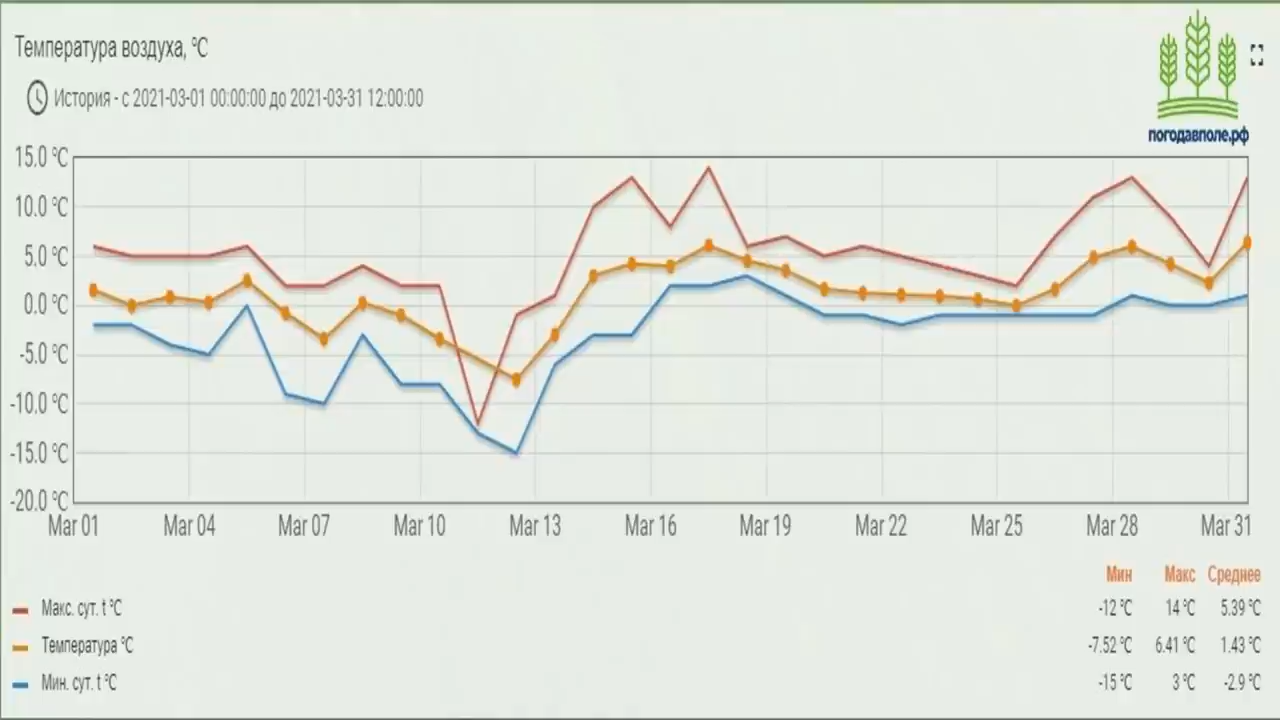 Температура воздуха, °C
История - с 2021-03-01 00:00:00 до 2021-03-31 12:00:00
погодавполе.рф
15.0 °C
10.0 °C
5.0 °C
0.0 °C
-5.0 °C
-10.0 °C
-15.0 °C
-20.0 °C
Mar 01 Mar 04 Mar 07 Mar 10 Mar 13 Mar 16 Mar 19 Mar 22 Mar 25 Mar 28 Mar 31
Мин Макс Среднее
Макс. сут. t °C -12 °C 14 °C 5.39 °C
Температура °C -7.52 °C 6.41 °C 1.43 °C
Мин. сут. t °C -15 °C 3 °C -2.9 °C